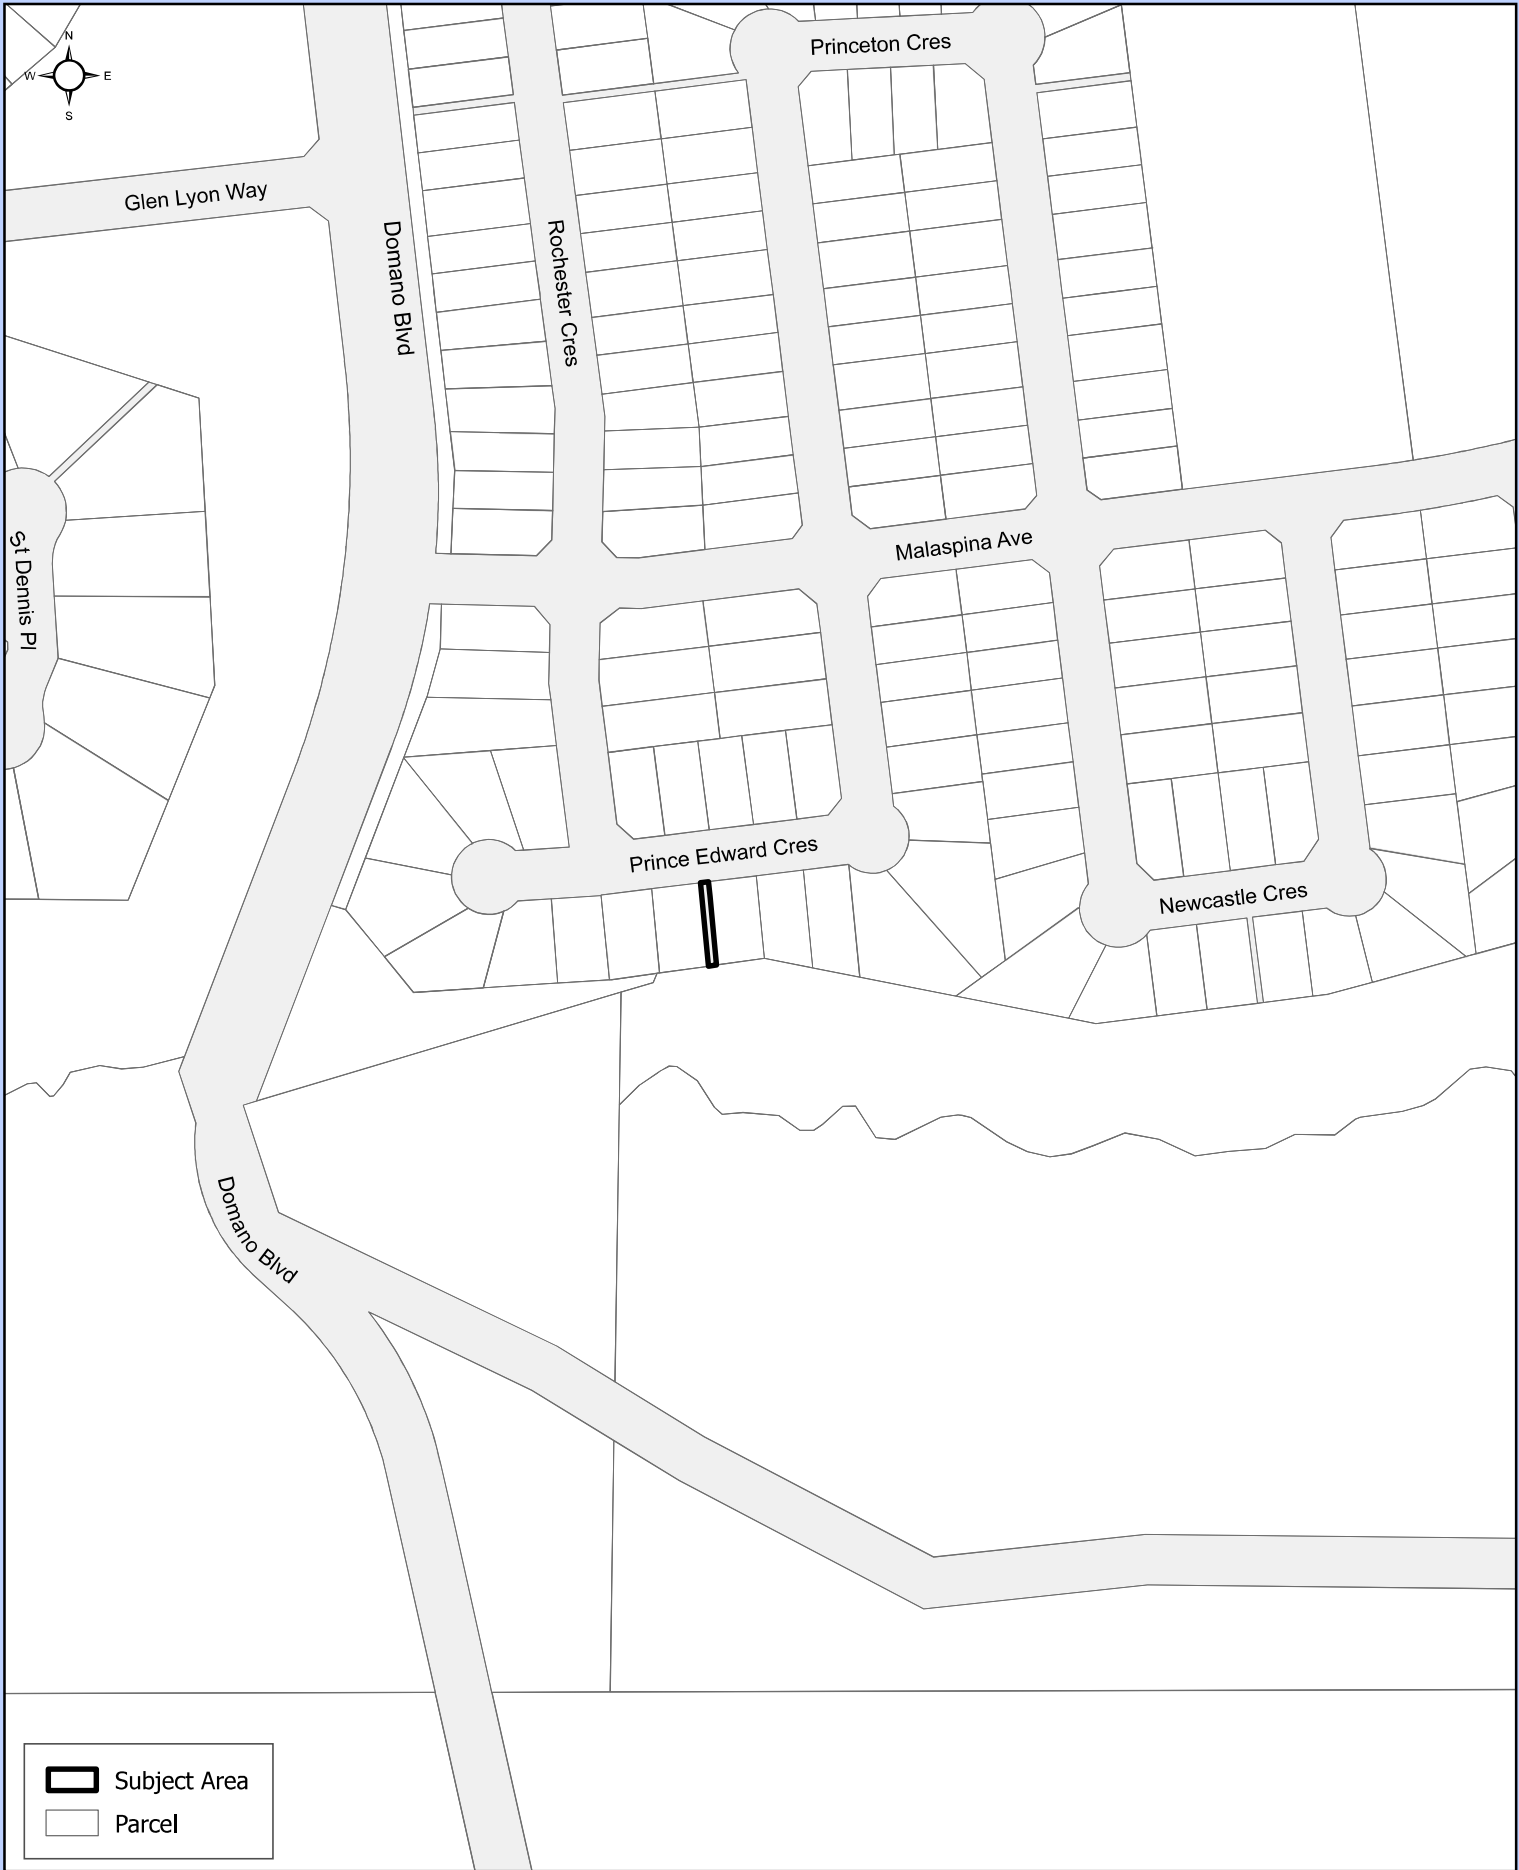 Princeton Cres
N
W E
S
Glen Lyon Way
Domano Blvd
Rochester Cres
St Dennis Pl
Malaspina Ave
Prince Edward Cres
Newcastle Cres
Domano Blvd
Subject Area
Parcel